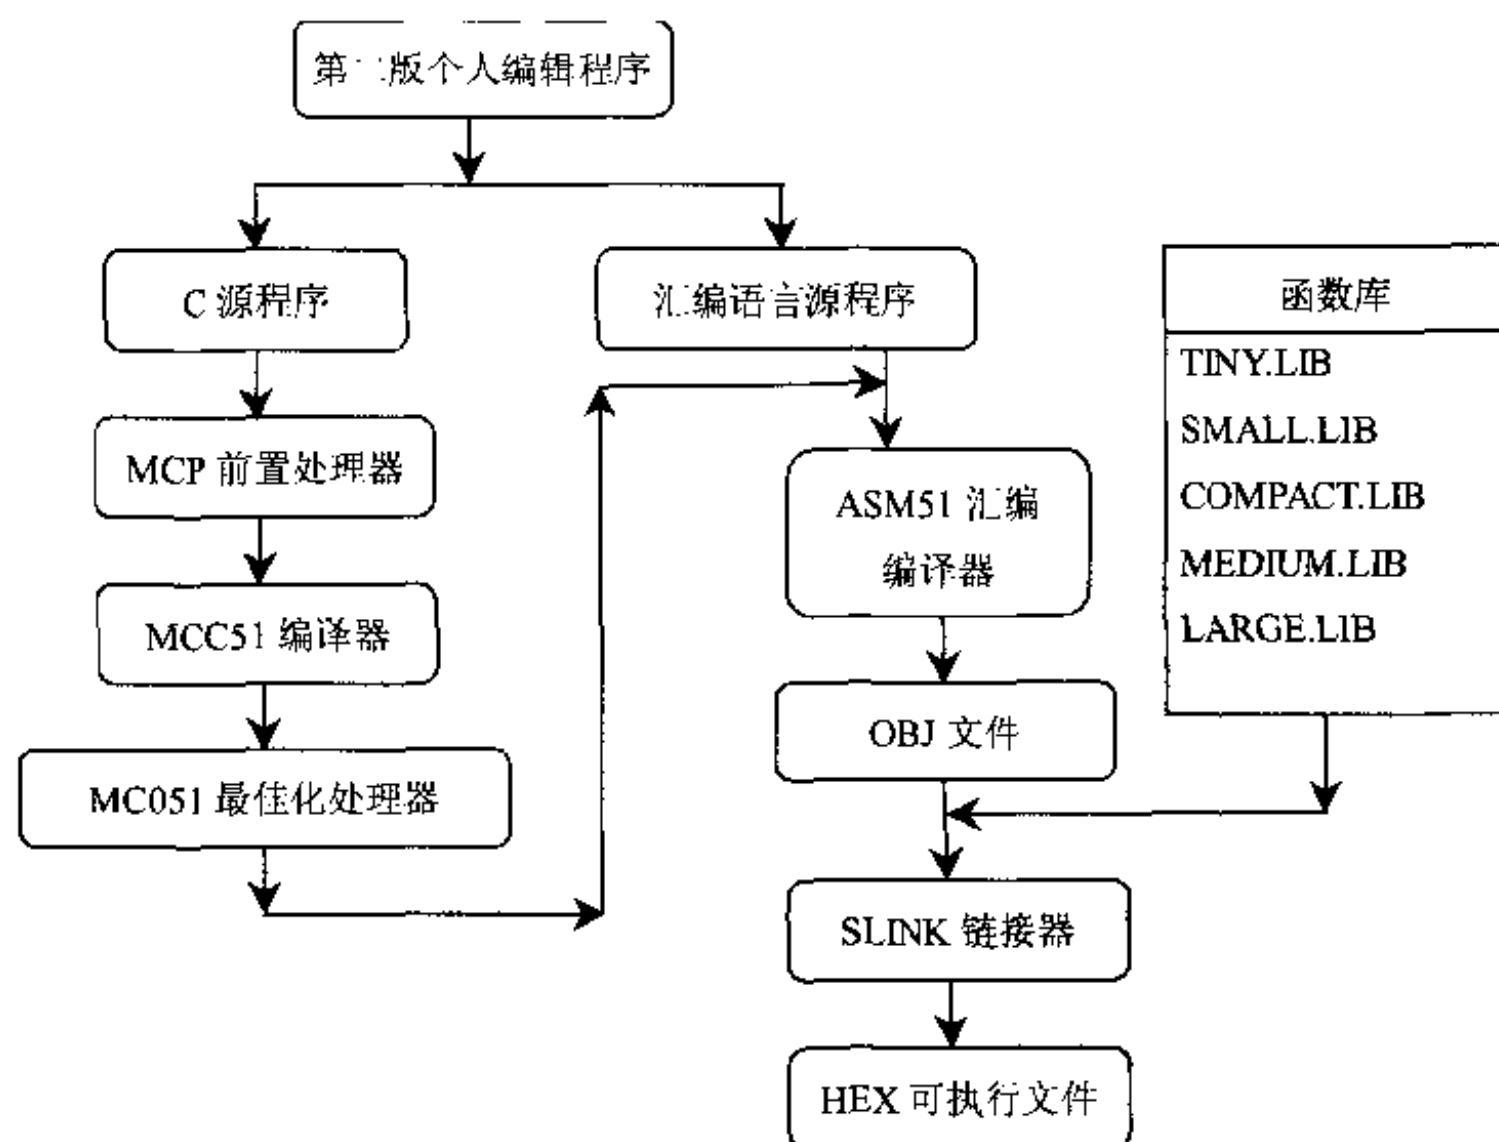 第版个人编辑程序
C 源程序
汇编语言源程序
函数库
TINY.LIB
SMALL.LIB
COMPACT.LIB
MEDIUM.LIB
LARGE.LIB
MCP 前置处理器
ASM51 汇编
编译器
MCC51 编译器
OBJ 文件
MC051 最佳化处理器
SLINK 链接器
HEX 可执行文件